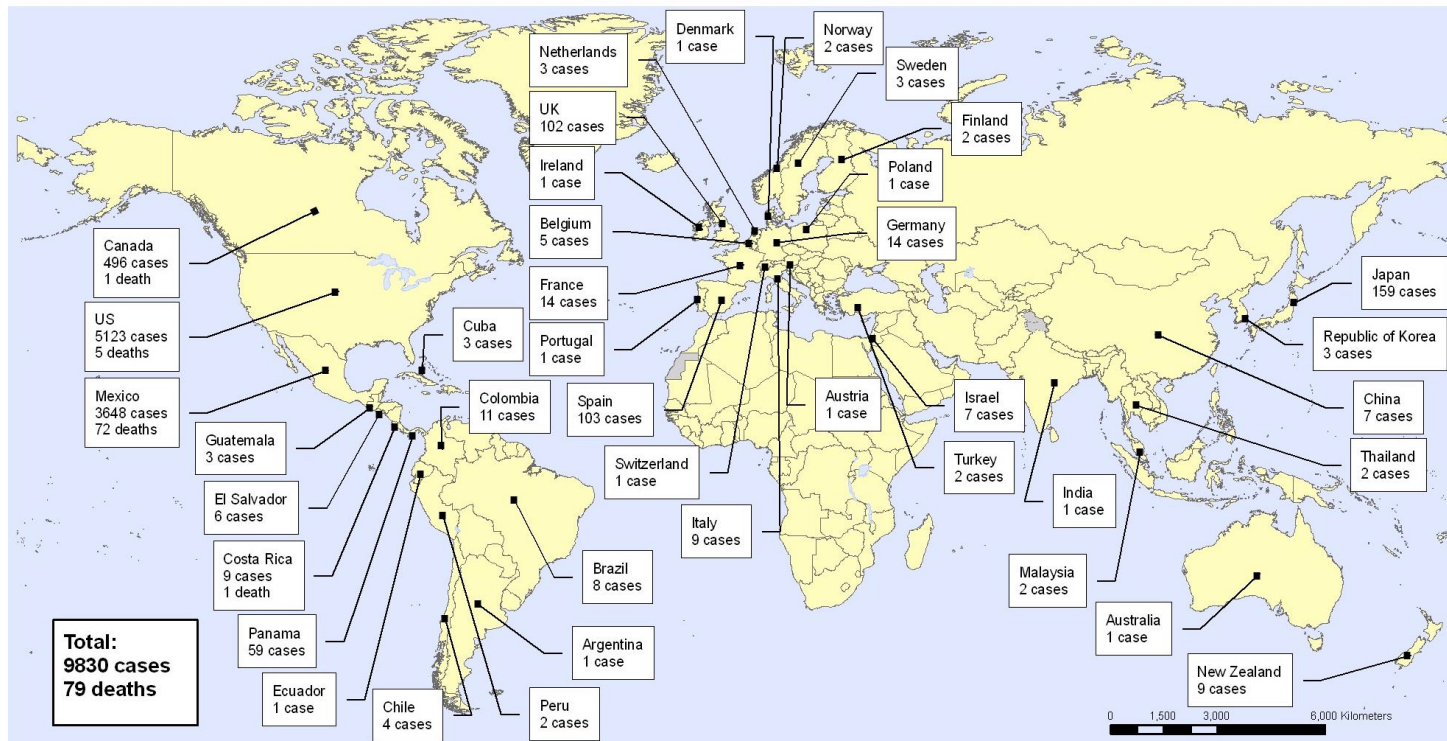 Denmark
1 case
Norway
2 cases
Netherlands
3 cases
Sweden
3 cases
UK
102 cases
Finland
2 cases
Ireland
1 case
Poland
1 case
Belgium
5 cases
Germany
14 cases
Canada
496 cases
1 death
France
14 cases
Japan
159 cases
US
5123 cases
5 deaths
Cuba
3 cases
Portugal
1 case
Republic of Korea
3 cases
Mexico
3648 cases
72 deaths
Colombia
11 cases
Spain
103 cases
Austria
1 case
Israel
7 cases
China
7 cases
Guatemala
3 cases
Switzerland
1 case
Turkey
2 cases
India
1 case
Thailand
2 cases
El Salvador
6 cases
Italy
9 cases
Costa Rica
9 cases
1 death
Brazil
8 cases
Malaysia
2 cases
Australia
1 case
Panama
59 cases
Argentina
1 case
New Zealand
9 cases
Total:
9830 cases
79 deaths
Ecuador
1 case
Chile
4 cases
Peru
2 cases
0 1,500 3,000 6,000 Kilometers